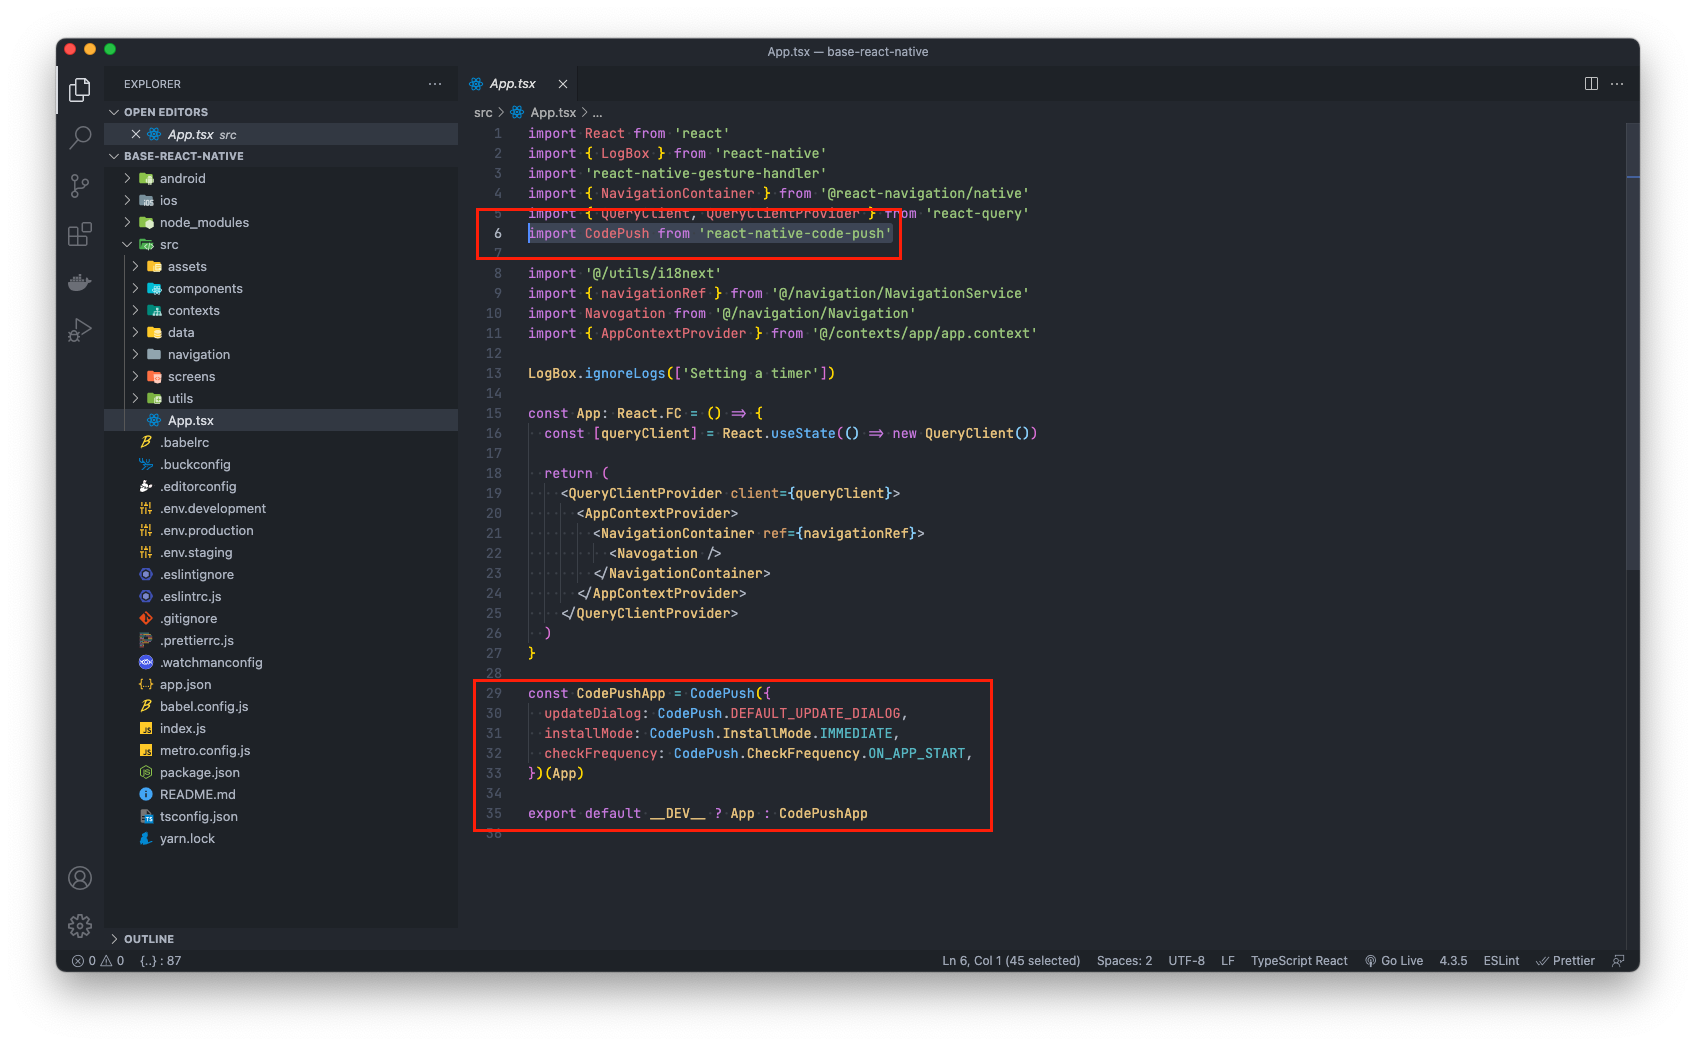 App.tsx — base-react-native
EXPLORER
OPEN EDITORS
App.tsx src
BASE-REACT-NATIVE
android
ios
node_modules
src
assets
components
contexts
data
navigation
screens
utils
App.tsx
.babelrc
.buckconfig
.editorconfig
.env.development
.env.production
.env.staging
.eslintignore
.eslintrc.js
.gitignore
.prettierrc.js
.watchmanconfig
app.json
babel.config.js
index.js
metro.config.js
package.json
README.md
tsconfig.json
yarn.lock
OUTLINE
App.tsx
src > App.tsx > ...
1 import React from 'react'
2 import { LogBox } from 'react-native'
3 import 'react-native-gesture-handler'
4 import { NavigationContainer } from '@react-navigation/native'
5 import { QueryClient, QueryClientProvider } from 'react-query'
6 import CodePush from 'react-native-code-push'
7
8 import '@/utils/i18next'
9 import { navigationRef } from '@/navigation/NavigationService'
10 import Navogation from '@/navigation/Navigation'
11 import { AppContextProvider } from '@/contexts/app/app.context'
12
13 LogBox.ignoreLogs(['Setting a timer'])
14
15 const App: React.FC = () => {
16 const [queryClient] = React.useState(() => new QueryClient())
17
18 return (
19 <QueryClientProvider client={queryClient}>
20 <AppContextProvider>
21 <NavigationContainer ref={navigationRef}>
22 <Navogation />
23 </NavigationContainer>
24 </AppContextProvider>
25 </QueryClientProvider>
26 )
27 }
28
29 const CodePushApp = CodePush({
30 updateDialog: CodePush.DEFAULT_UPDATE_DIALOG,
31 installMode: CodePush.InstallMode.IMMEDIATE,
32 checkFrequency: CodePush.CheckFrequency.ON_APP_START,
33 })(App)
34
35 export default __DEV__ ? App : CodePushApp
36
0 0 {..} : 87 Ln 6, Col 1 (45 selected) Spaces: 2 UTF-8 LF TypeScript React Go Live 4.3.5 ESLint Prettier